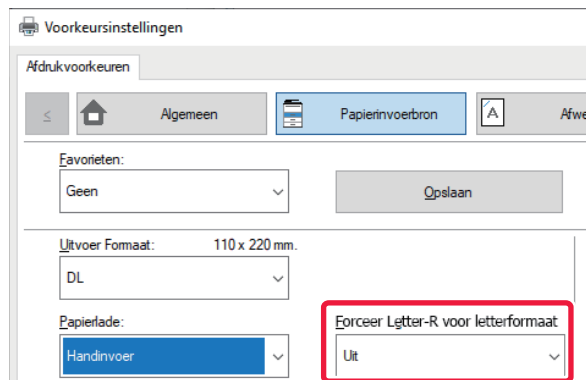 Voorkeursinstellingen
Afdrukvoorkeuren
< Algemeen Papierinvoerbron A Afwe
Favorieten:
Geen Opslaan
Uitvoer Formaat: 110 x 220 mm.
DL
Papierlade: Forceer Letter-R voor letterformaat
Handinvoer Uit